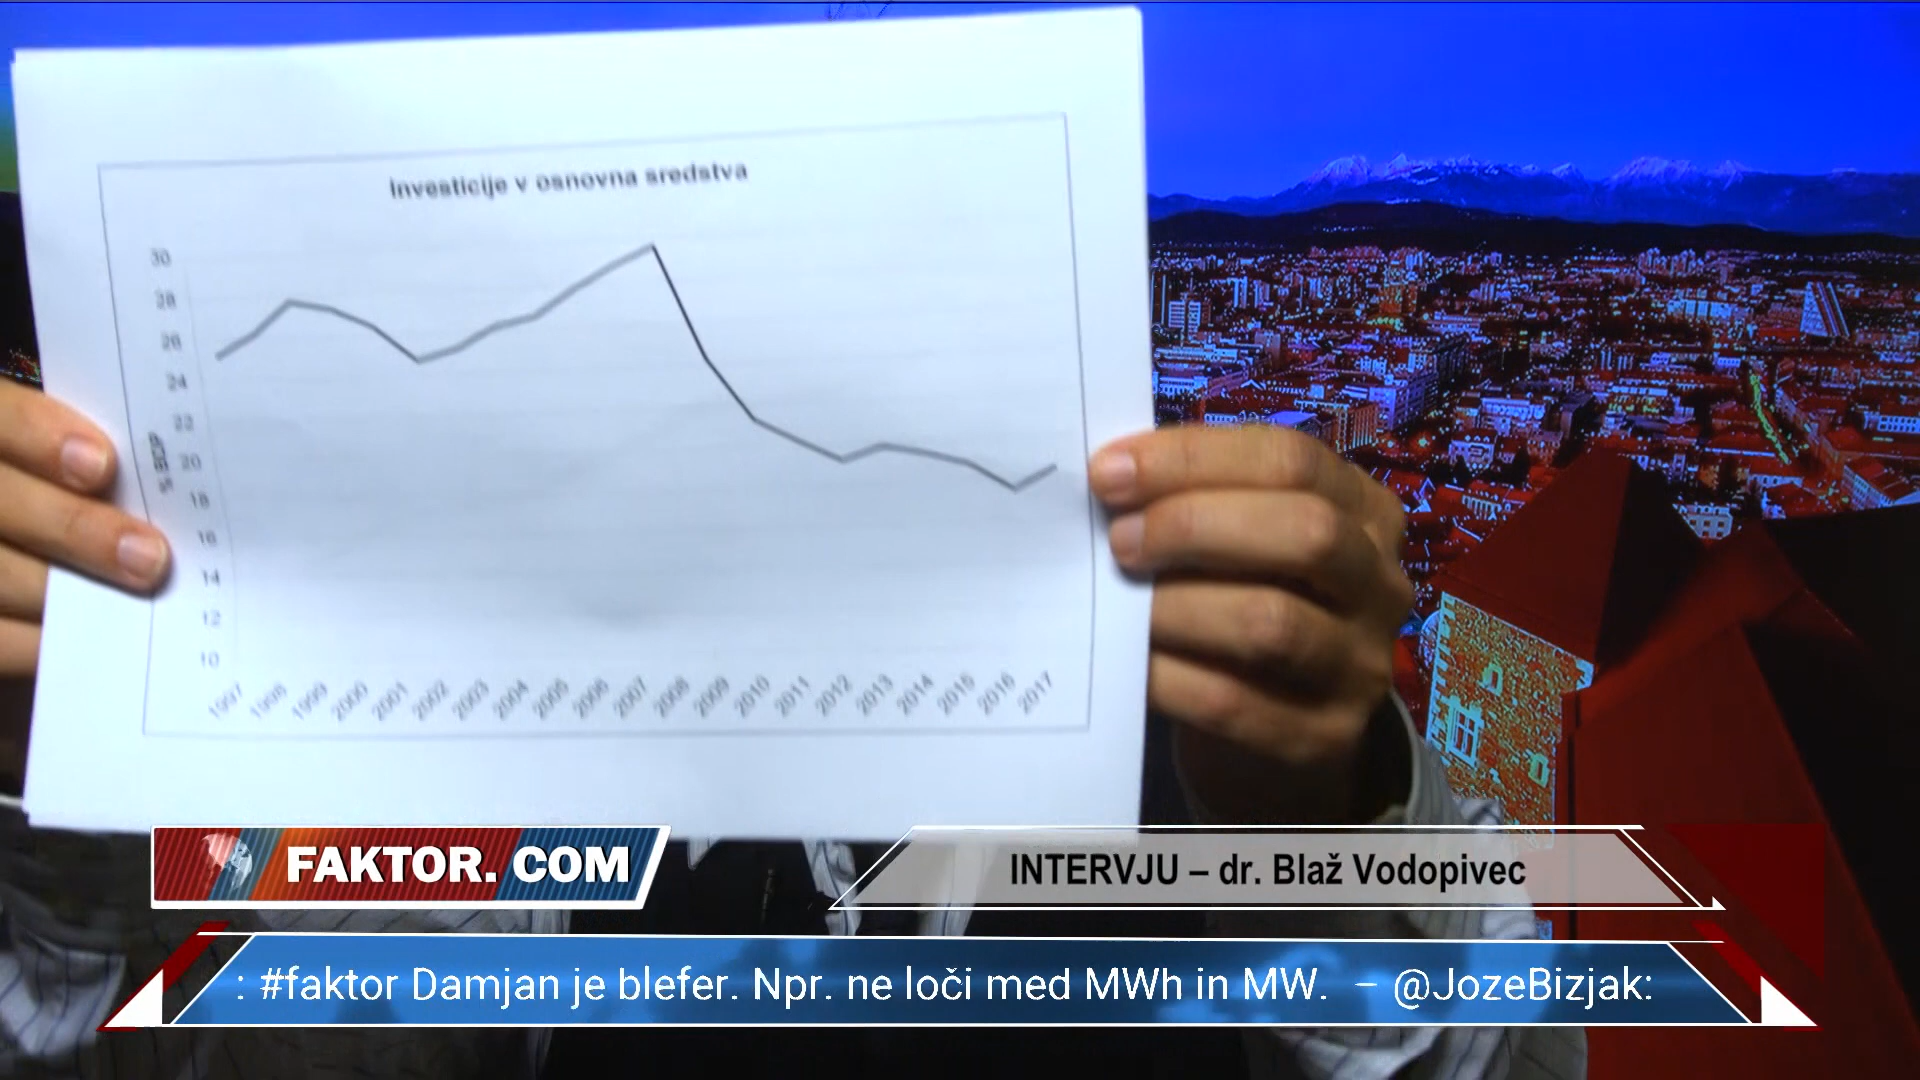 Investicije v osnovna sredstva
30
28
26
24
22
20
18
16
14
12
10
% BDP
1997 1998 1999 2000 2001 2002 2003 2004 2005 2006 2007 2008 2009 2010 2011 2012 2013 2014 2015 2016 2017
FAKTOR. COM
INTERVJU – dr. Blaž Vodopivec
: #faktor Damjan je blefer. Npr. ne loči med MWh in MW. – @JozeBizjak: